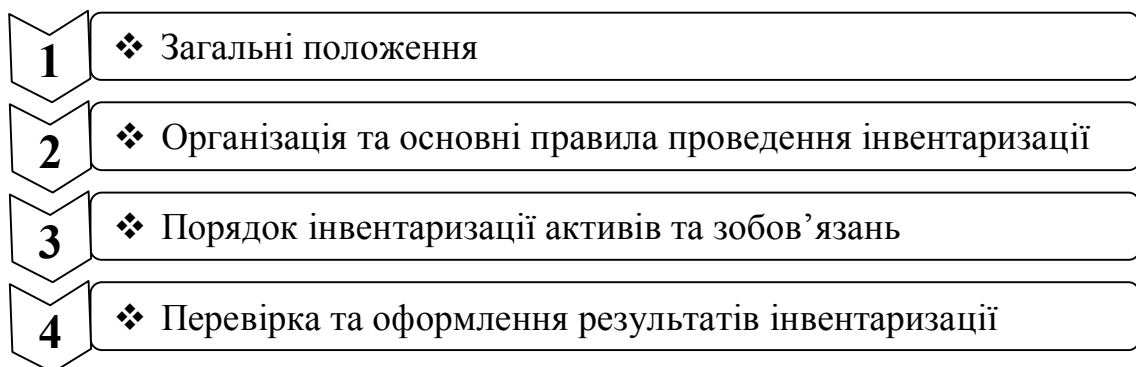 1 ❖ Загальні положення
2 ❖ Організація та основні правила проведення інвентаризації
3 ❖ Порядок інвентаризації активів та зобов’язань
4 ❖ Перевірка та оформлення результатів інвентаризації